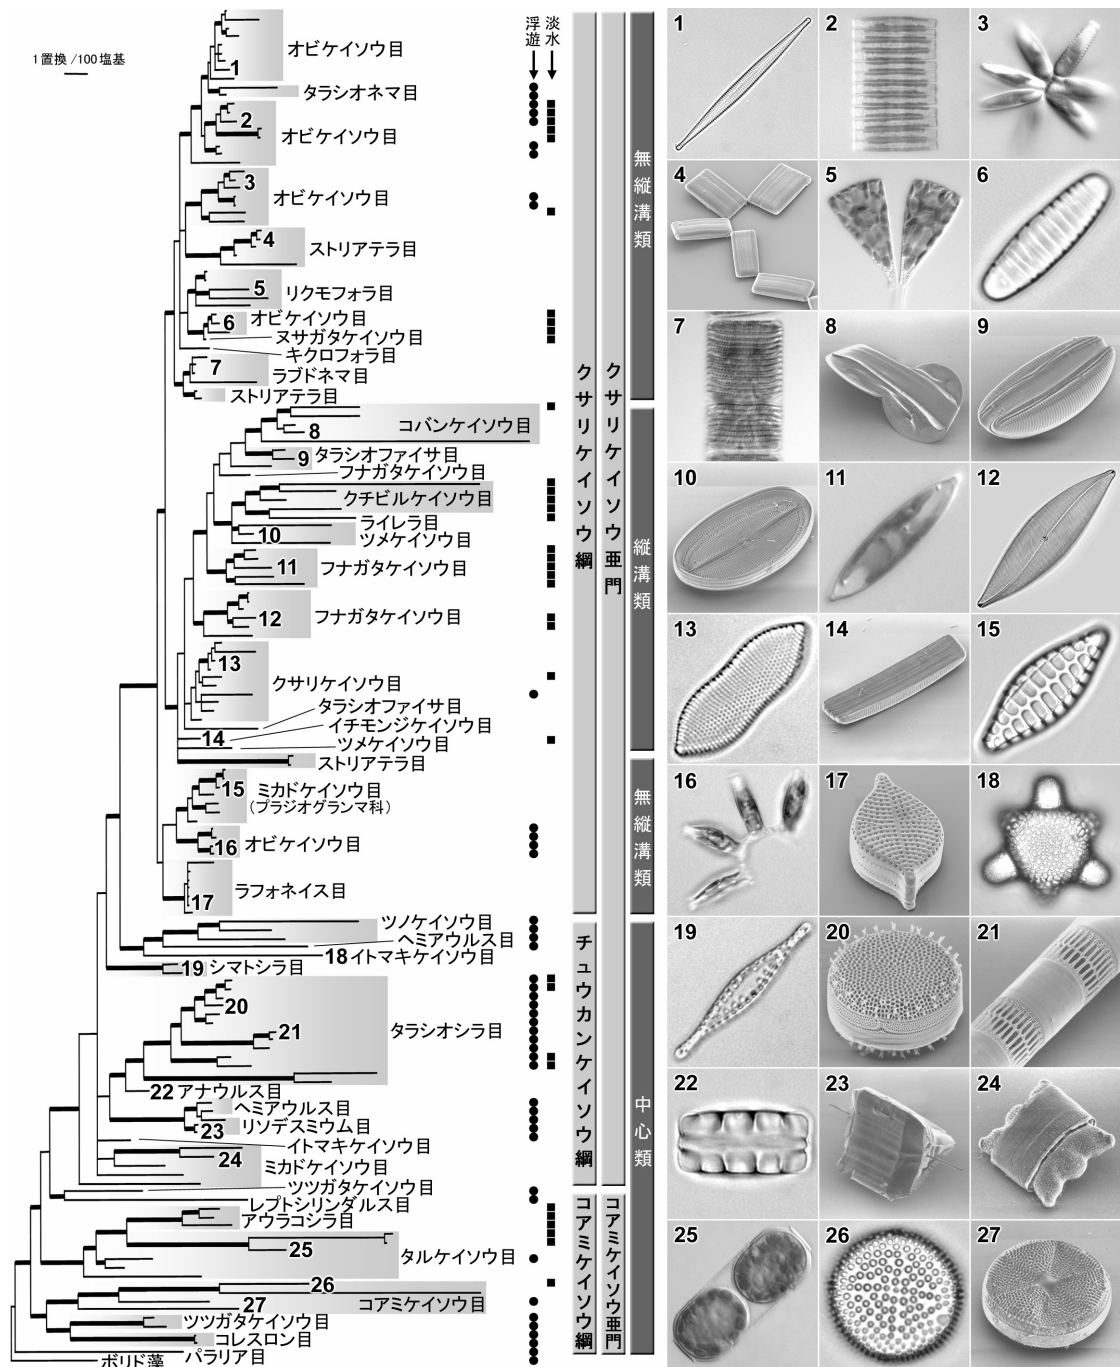 1置換/100塩基
浮遊
淡水
オビケイソウ目
1
タラシオネマ目
2
オビケイソウ目
3
オビケイソウ目
4
ストリアテラ目
5
リクモフォラ目
6
オビケイソウ目
ヌサガタケイソウ目
キクロフォラ目
7
ラブドネマ目
ストリアテラ目
8
コバンケイソウ目
9
タラシオファイサ目
フナガタケイソウ目
クチビルケイソウ目
ライレラ目
10
ツメケイソウ目
11
フナガタケイソウ目
12
フナガタケイソウ目
13
クサリケイソウ目
タラシオファイサ目
14
イチモンジケイソウ目
ツメケイソウ目
ストリアテラ目
15
ミカドケイソウ目
(プラジオグランマ科)
16
オビケイソウ目
17
ラフォネイス目
ツノケイソウ目
ヘミアウルス目
18イトマキケイソウ目
19 シマトシラ目
20
21
タラシオシラ目
22アナウルス目
ヘミアウルス目
23
リソデスミウム目
イトマキケイソウ目
24
ミカドケイソウ目
ツツガタケイソウ目
レプトシリンダルス目
アウラコシラ目
25
タルケイソウ目
26
27
コアミケイソウ目
ツツガタケイソウ目
コレスロン目
パラリア目
ボリド藻
クサリケイソウ綱
チュウカンケイソウ綱
コアミケイソウ綱
クサリケイソウ亜門
コアミケイソウ亜門
無縦溝類
縦溝類
無縦溝類
中心類
1
2
3
4
5
6
7
8
9
10
11
12
13
14
15
16
17
18
19
20
21
22
23
24
25
26
27